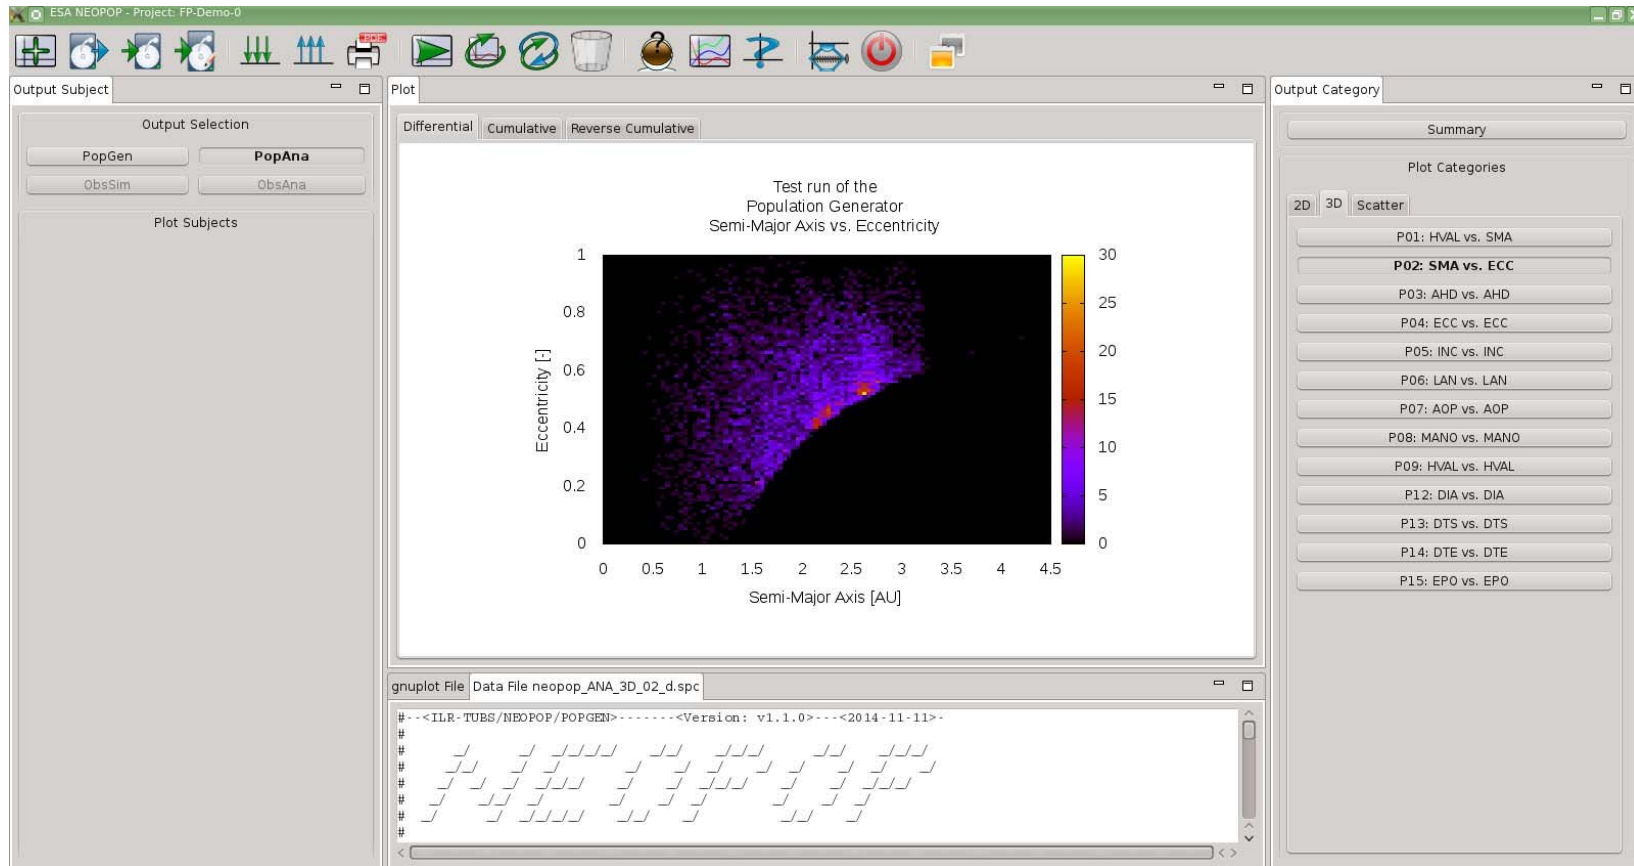 ESA NEOPOP - Project: FP-Demo-0
PDF
Output Subject
Output Selection
PopGen
PopAna
ObsSim
ObsAna
Plot Subjects
Plot
Differential
Cumulative
Reverse Cumulative
Test run of the
Population Generator
Semi-Major Axis vs. Eccentricity
1
0.8
0.6
0.4
0.2
0
Eccentricity [-]
0 0.5 1 1.5 2 2.5 3 3.5 4 4.5
Semi-Major Axis [AU]
30
25
20
15
10
5
0
gnuplot File
Data File neopop_ANA_3D_02_d.spc
#--<ILR-TUBS/NEOPOP/POPGEN>-------<Version: v1.1.0>---<2014-11-11>-
#
# NEOPOP
#
#
#
#
#
Output Category
Summary
Plot Categories
2D
3D
Scatter
P01: HVAL vs. SMA
P02: SMA vs. ECC
P03: AHD vs. AHD
P04: ECC vs. ECC
P05: INC vs. INC
P06: LAN vs. LAN
P07: AOP vs. AOP
P08: MANO vs. MANO
P09: HVAL vs. HVAL
P12: DIA vs. DIA
P13: DTS vs. DTS
P14: DTE vs. DTE
P15: EPO vs. EPO